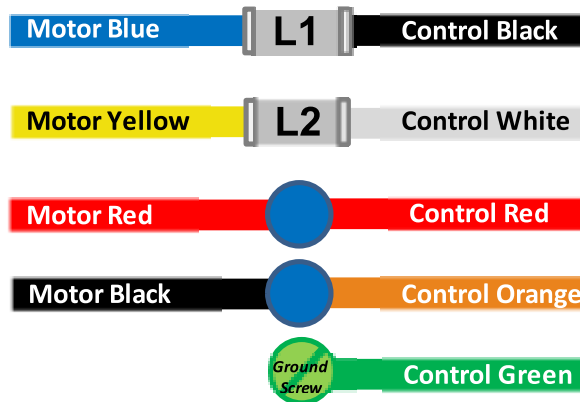 Motor Blue L1 Control Black
Motor Yellow L2 Control White
Motor Red Control Red
Motor Black Control Orange
Ground
Screw
Control Green